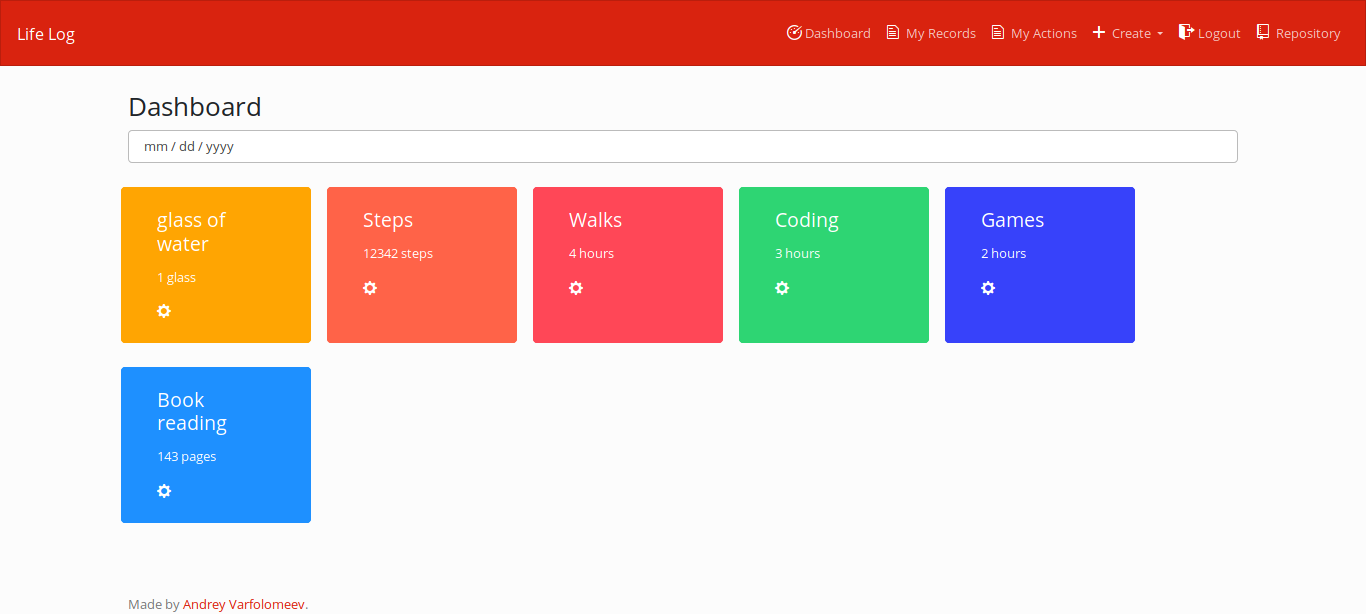 Life Log
Dashboard
My Records
My Actions
Create
Logout
Repository
Dashboard
mm / dd / yyyy
glass of
water
1 glass
Steps
12342 steps
Walks
4 hours
Coding
3 hours
Games
2 hours
Book
reading
143 pages
Made by Andrey Varfolomeev.